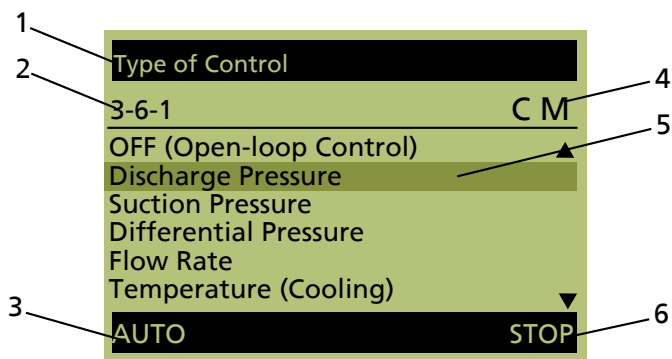 1
Type of Control
2
3-6-1 C M 4
OFF (Open-loop Control) ▲ 5
Discharge Pressure
Suction Pressure
Differential Pressure
Flow Rate
Temperature (Cooling) ▼
3 AUTO STOP 6